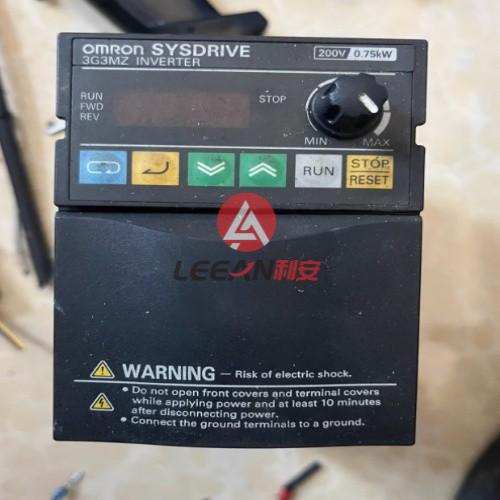 omron SYSDRIVE
3G3MZ INVERTER
200V 0.75kW
RUN
FWD
REV
STOP
MIN MAX
RUN
STOP
RESET
LEEAN利安
WARNING — Risk of electric shock.
• Do not open front covers and terminal covers
while applying power and at least 10 minutes
after disconnecting power.
• Connect the ground terminals to a ground.